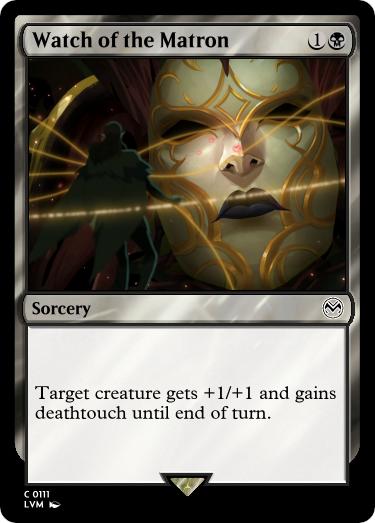 Watch of the Matron 1
Sorcery
Target creature gets +1/+1 and gains
deathtouch until end of turn.
C 0111
LVM